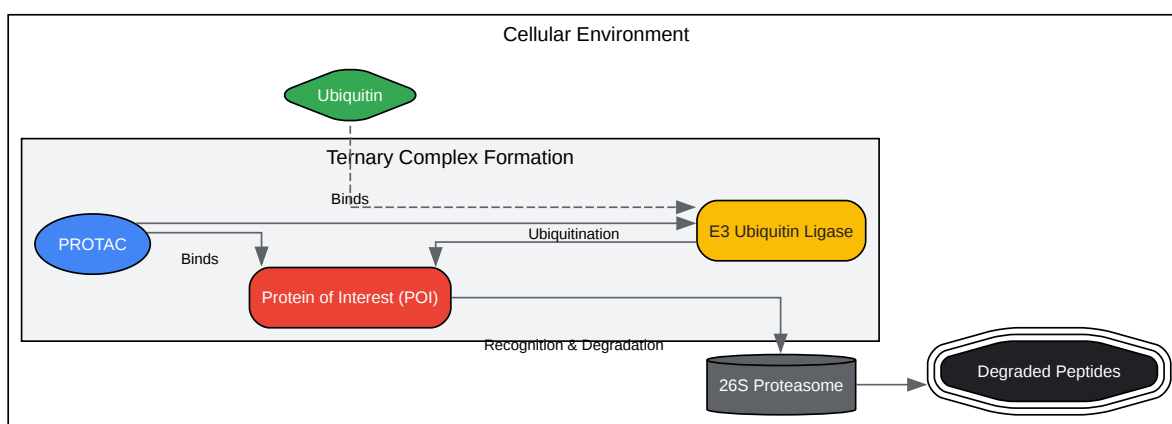 Cellular Environment
Ubiquitin
Ternary Complex Formation
Binds
PROTAC
E3 Ubiquitin Ligase
Ubiquitination
Binds
Protein of Interest (POI)
Recognition & Degradation
26S Proteasome
Degraded Peptides